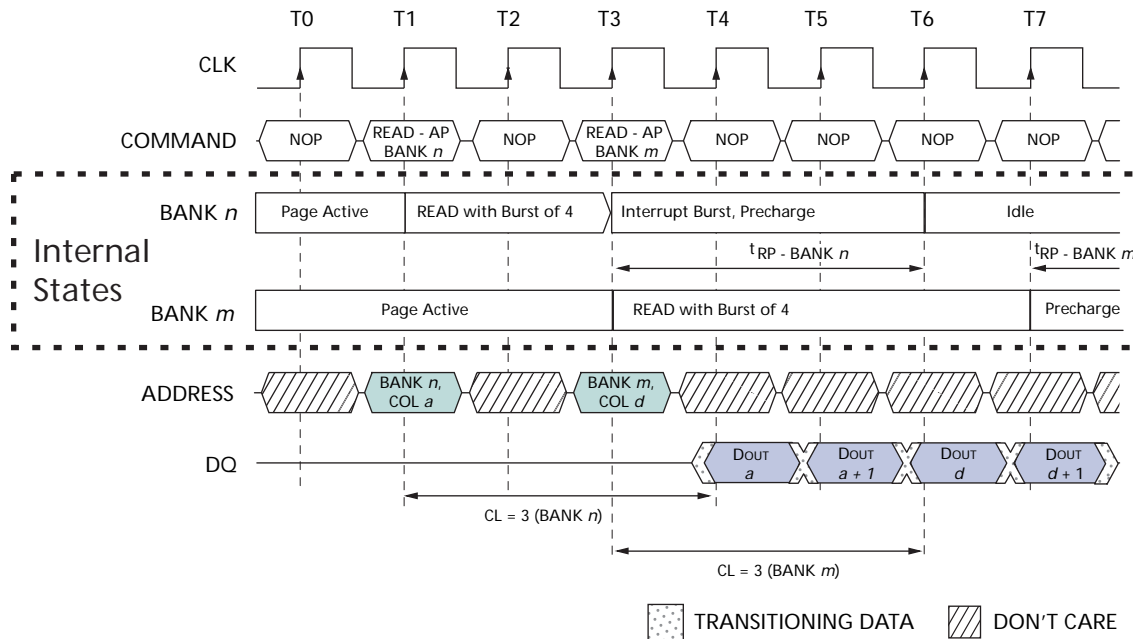 T0 T1 T2 T3 T4 T5 T6 T7
CLK
COMMAND NOP READ - AP BANK n NOP READ - AP BANK m NOP NOP NOP NOP
BANK n Page Active READ with Burst of 4 Interrupt Burst, Precharge Idle
Internal States
tRP - BANK n tRP - BANK m
BANK m Page Active READ with Burst of 4 Precharge
ADDRESS BANK n, COL a BANK m, COL d
DQ DOUT a DOUT a + 1 DOUT d DOUT d + 1
CL = 3 (BANK n)
CL = 3 (BANK m)
TRANSITIONING DATA DON'T CARE